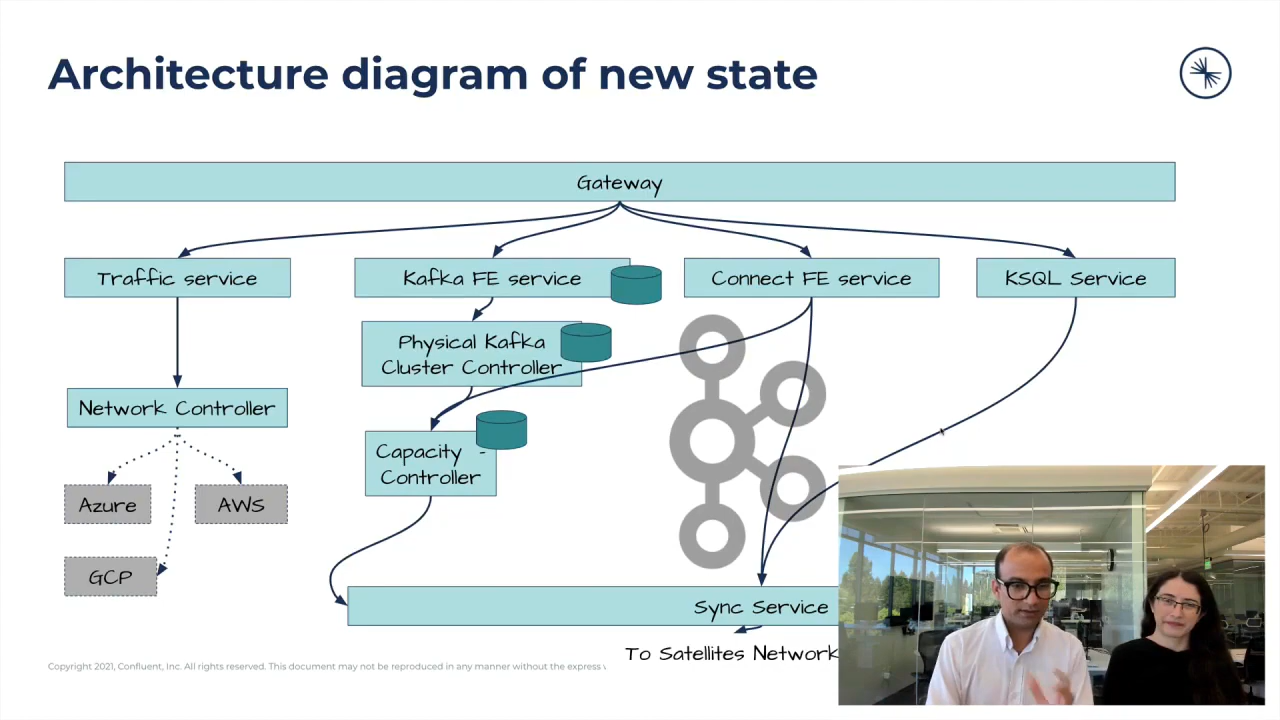 Architecture diagram of new state
Gateway
Traffic service
Kafka FE service
Connect FE service
KSQL Service
Physical Kafka
Cluster Controller
Network Controller
Capacity -
Controller
Azure
AWS
GCP
Sync Service
To Satellites Network
Copyright 2021, Confluent, Inc. All rights reserved. This document may not be reproduced in any manner without the express